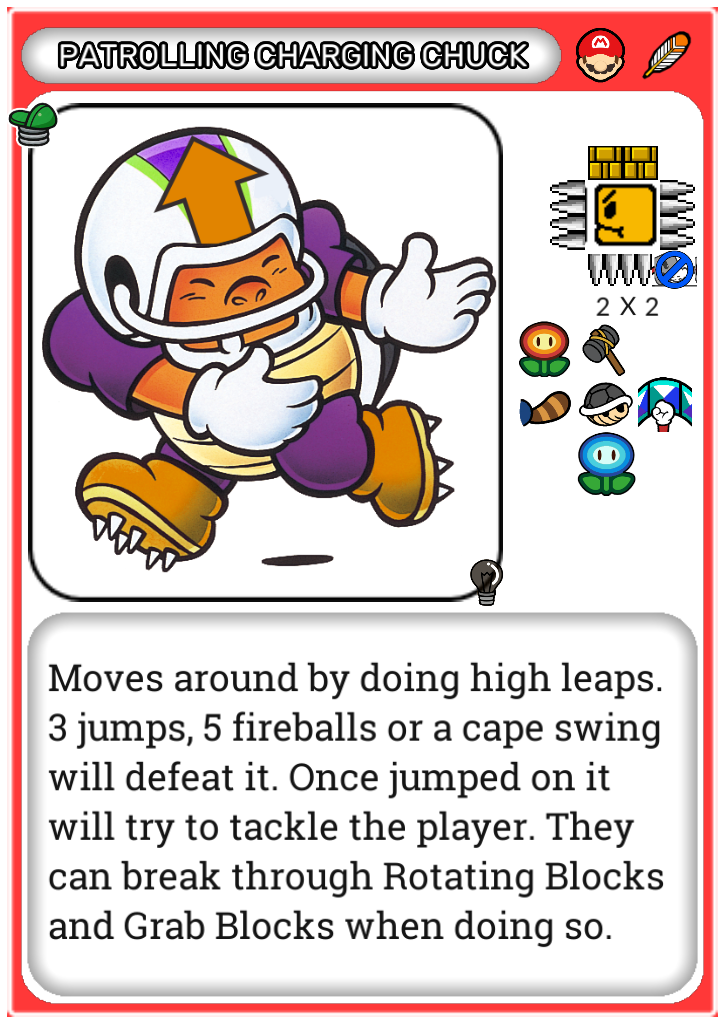 PATROLLING CHARGING CHUCK
M
2 X 2
Moves around by doing high leaps.
3 jumps, 5 fireballs or a cape swing
will defeat it. Once jumped on it
will try to tackle the player. They
can break through Rotating Blocks
and Grab Blocks when doing so.